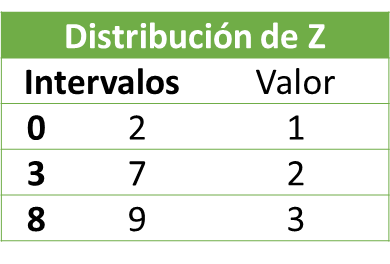 Distribución de Z
Intervalos Valor
0 2 1
3 7 2
8 9 3